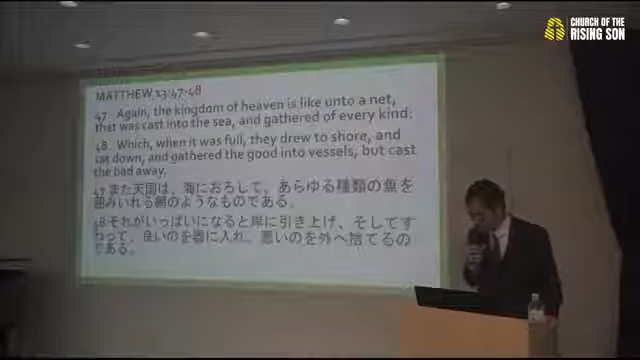 CHURCH OF THE
RISING SON
MATTHEW 13:47-48
47 Again, the kingdom of heaven is like unto a net,
that was cast into the sea, and gathered of every kind:
48 Which, when it was full, they drew to shore, and
sat down, and gathered the good into vessels, but cast
the bad away.
47 また天国は、海におろして、あらゆる種類の魚を
囲みいれる網のようなものである。
48 それがいっぱいになると岸に引き上げ、そしてす
わって、良いのを器に入れ、悪いのを外へ捨てるの
である。